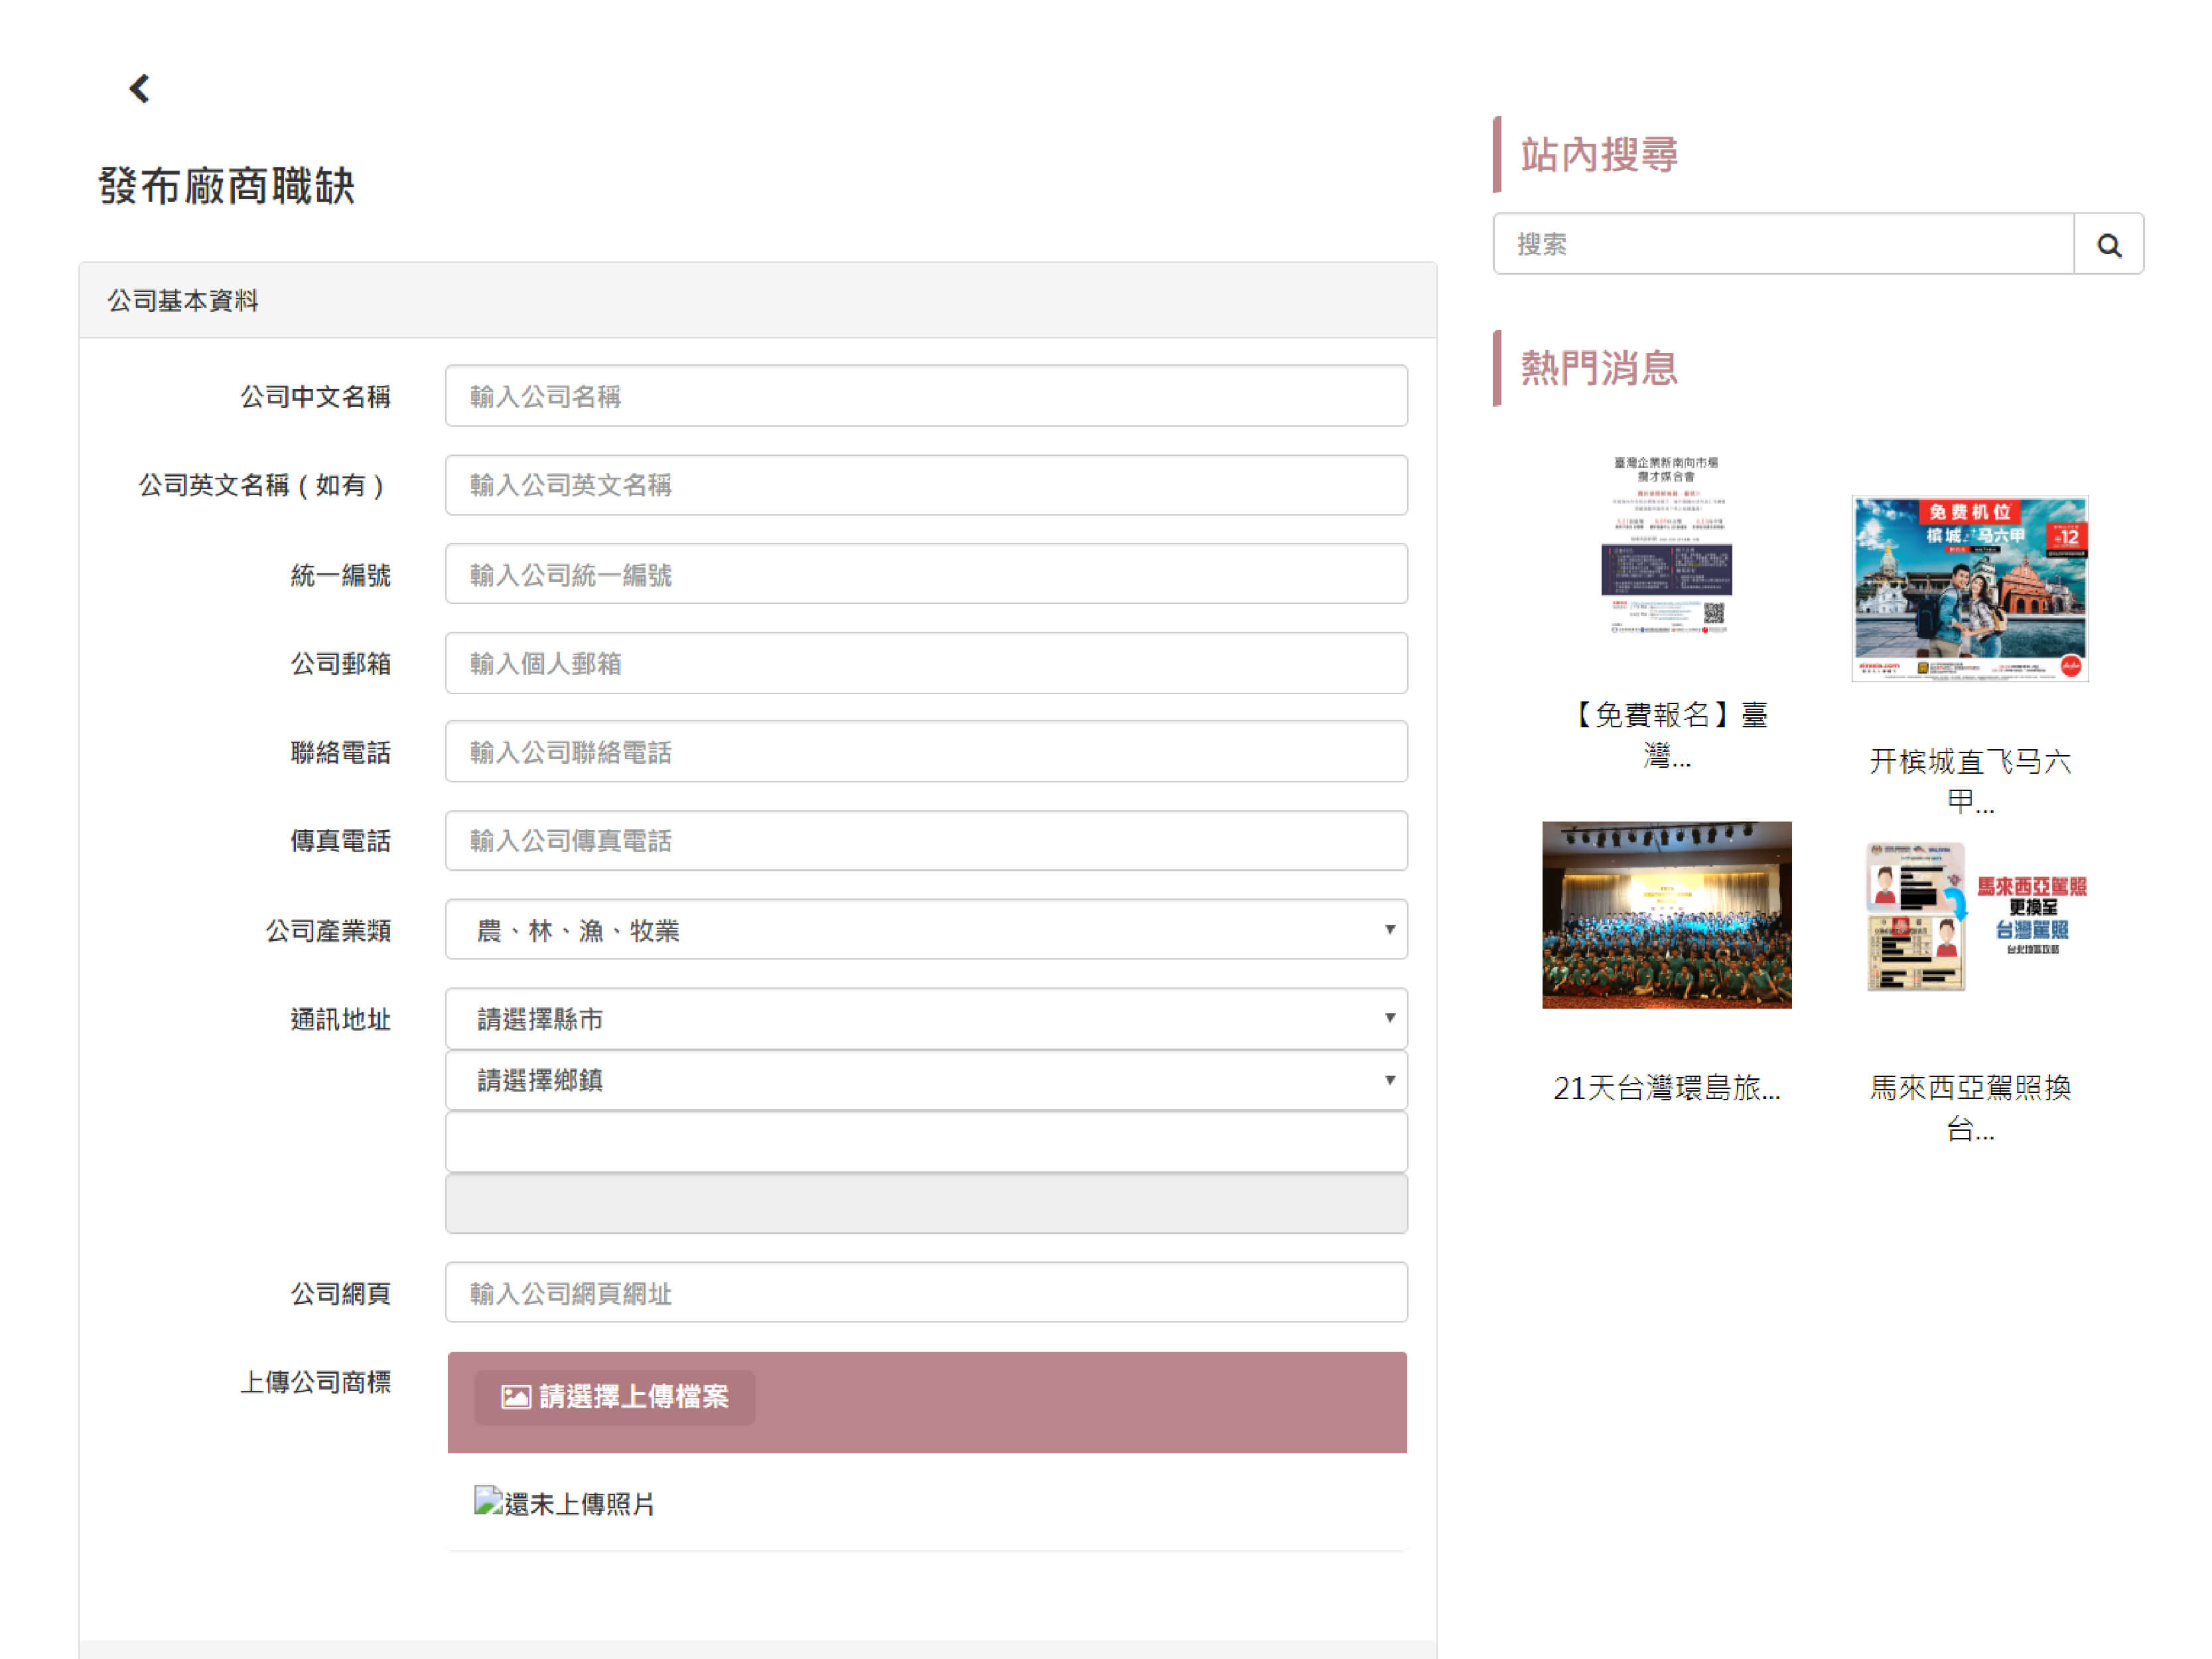 發布廠商職缺
公司基本資料
公司中文名稱
輸入公司名稱
公司英文名稱 ( 如有 )
輸入公司英文名稱
統一編號
輸入公司統一編號
公司郵箱
輸入個人郵箱
聯絡電話
輸入公司聯絡電話
傳真電話
輸入公司傳真電話
公司產業類
農、林、漁、牧業
通訊地址
請選擇縣市
請選擇鄉鎮
公司網頁
輸入公司網頁網址
上傳公司商標
請選擇上傳檔案
還未上傳照片
站內搜尋
搜索
熱門消息
臺灣企業新南向市場
攬才媒合會
【免費報名】臺
灣...
免费机位
槟城 马六甲
12
airasia.com
开槟城直飞马六
甲...
21天台灣環島旅...
馬來西亞駕照
更換至
台灣駕照
台北地區攻略
馬來西亞駕照換
台...